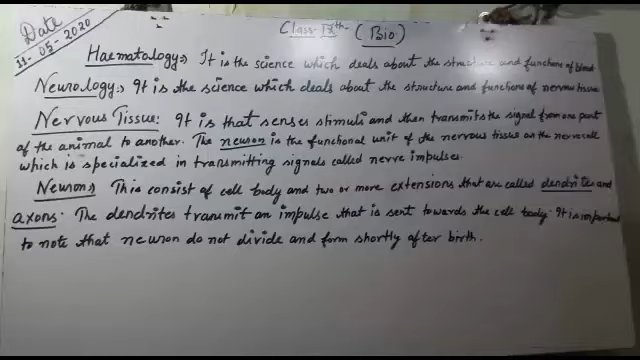 Date
11-05-2020
Class-IXth- (Bio)
Haematology:- It is the science which deals about the structure and functions of blood
Neurology:- It is the science which deals about the structure and functions of nervous tissue
Nervous Tissue: It is that senses stimuli and then transmits the signal from one part
of the animal to another. The neuron is the functional unit of the nervous tissue or the nerve cell
which is specialized in transmitting signals called nerve impulses.
Neuron:- This consist of cell body and two or more extensions that are called dendrites and
axons. The dendrites transmit an impulse that is sent towards the cell body. It is important
to note that neuron do not divide and form shortly after birth.